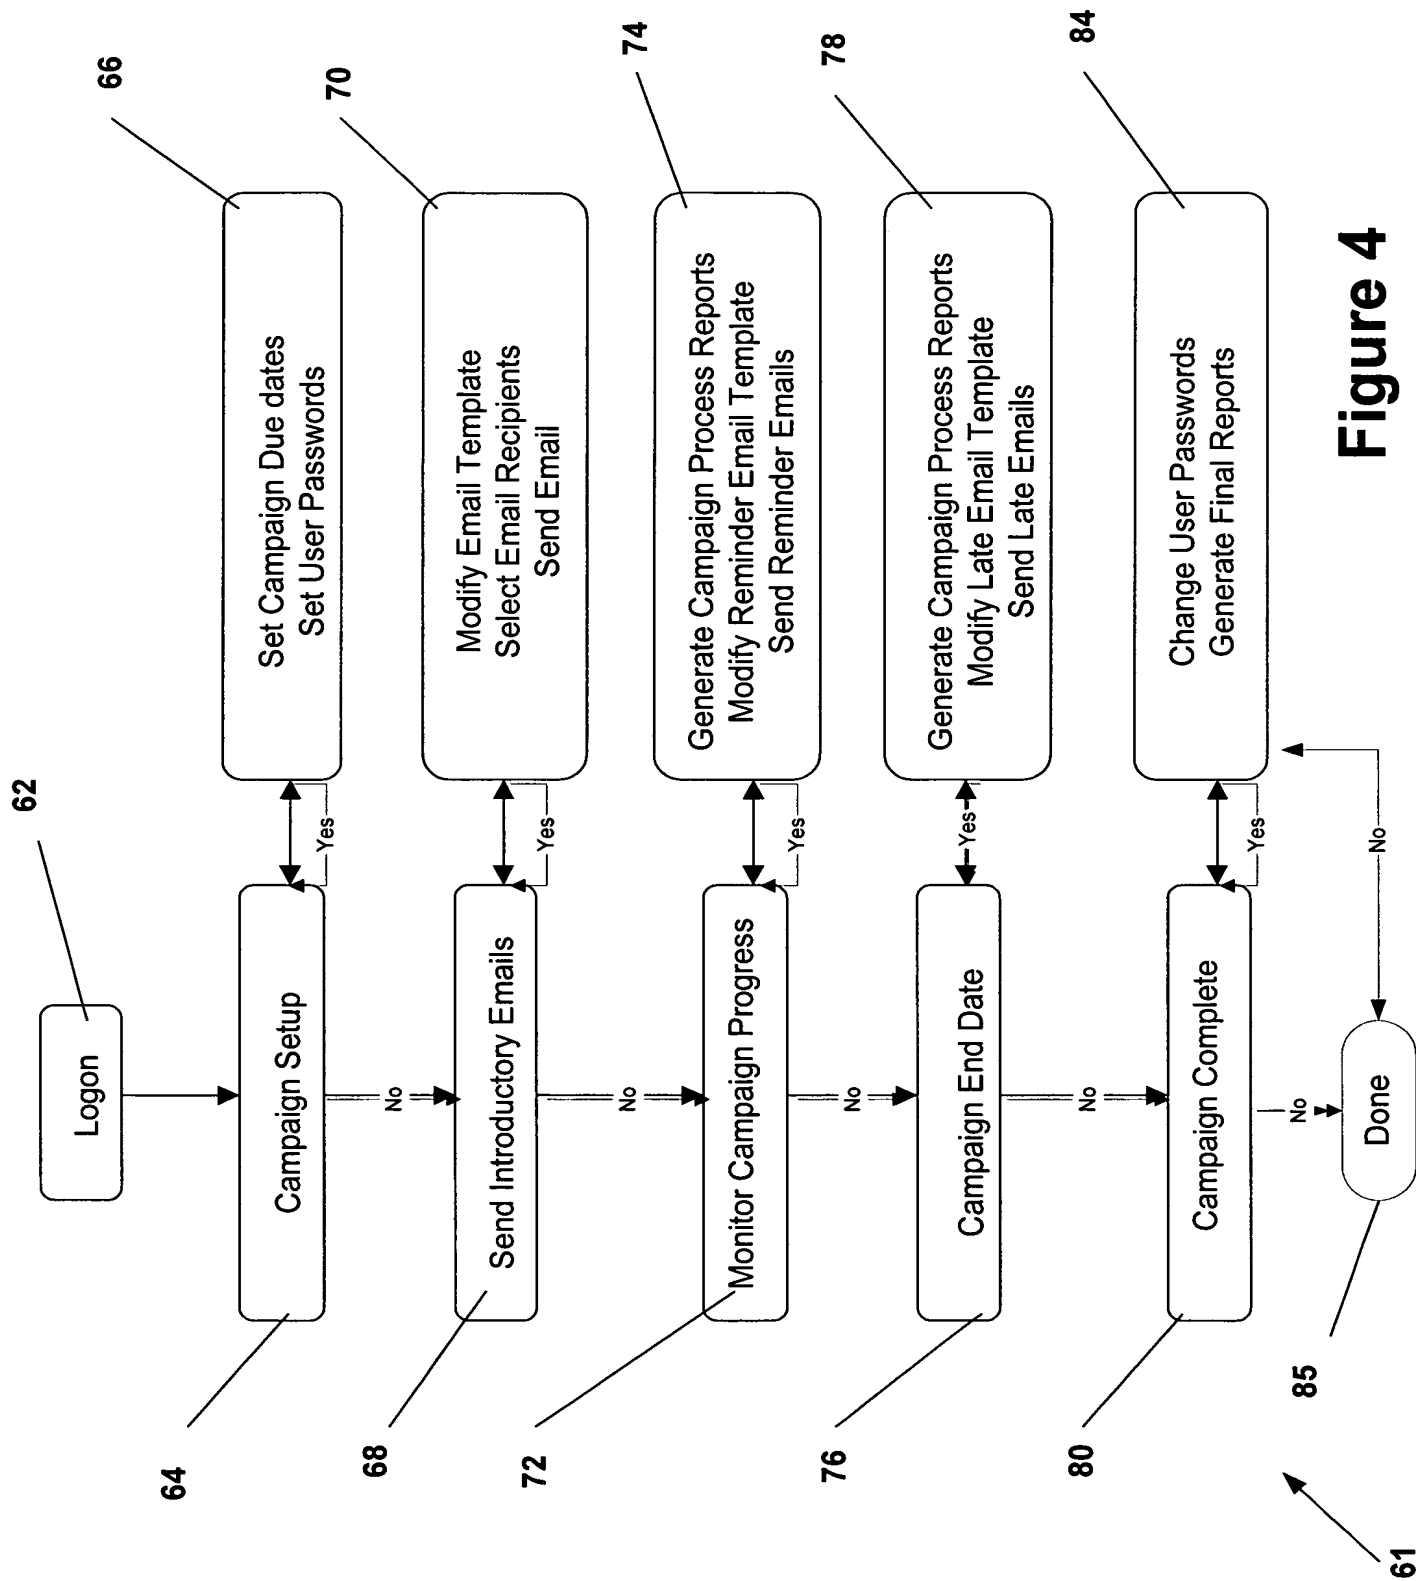 62
Logon
66
64
Campaign Setup
Yes
Set Campaign Due dates
Set User Passwords
No
70
68
Send Introductory Emails
Yes
Modify Email Template
Select Email Recipients
Send Email
No
74
72
Monitor Campaign Progress
Yes
Generate Campaign Process Reports
Modify Reminder Email Template
Send Reminder Emails
No
78
76
Campaign End Date
Yes
Generate Campaign Process Reports
Modify Late Email Template
Send Late Emails
No
84
80
Campaign Complete
Yes
Change User Passwords
Generate Final Reports
No
No
85
Done
61
Figure 4